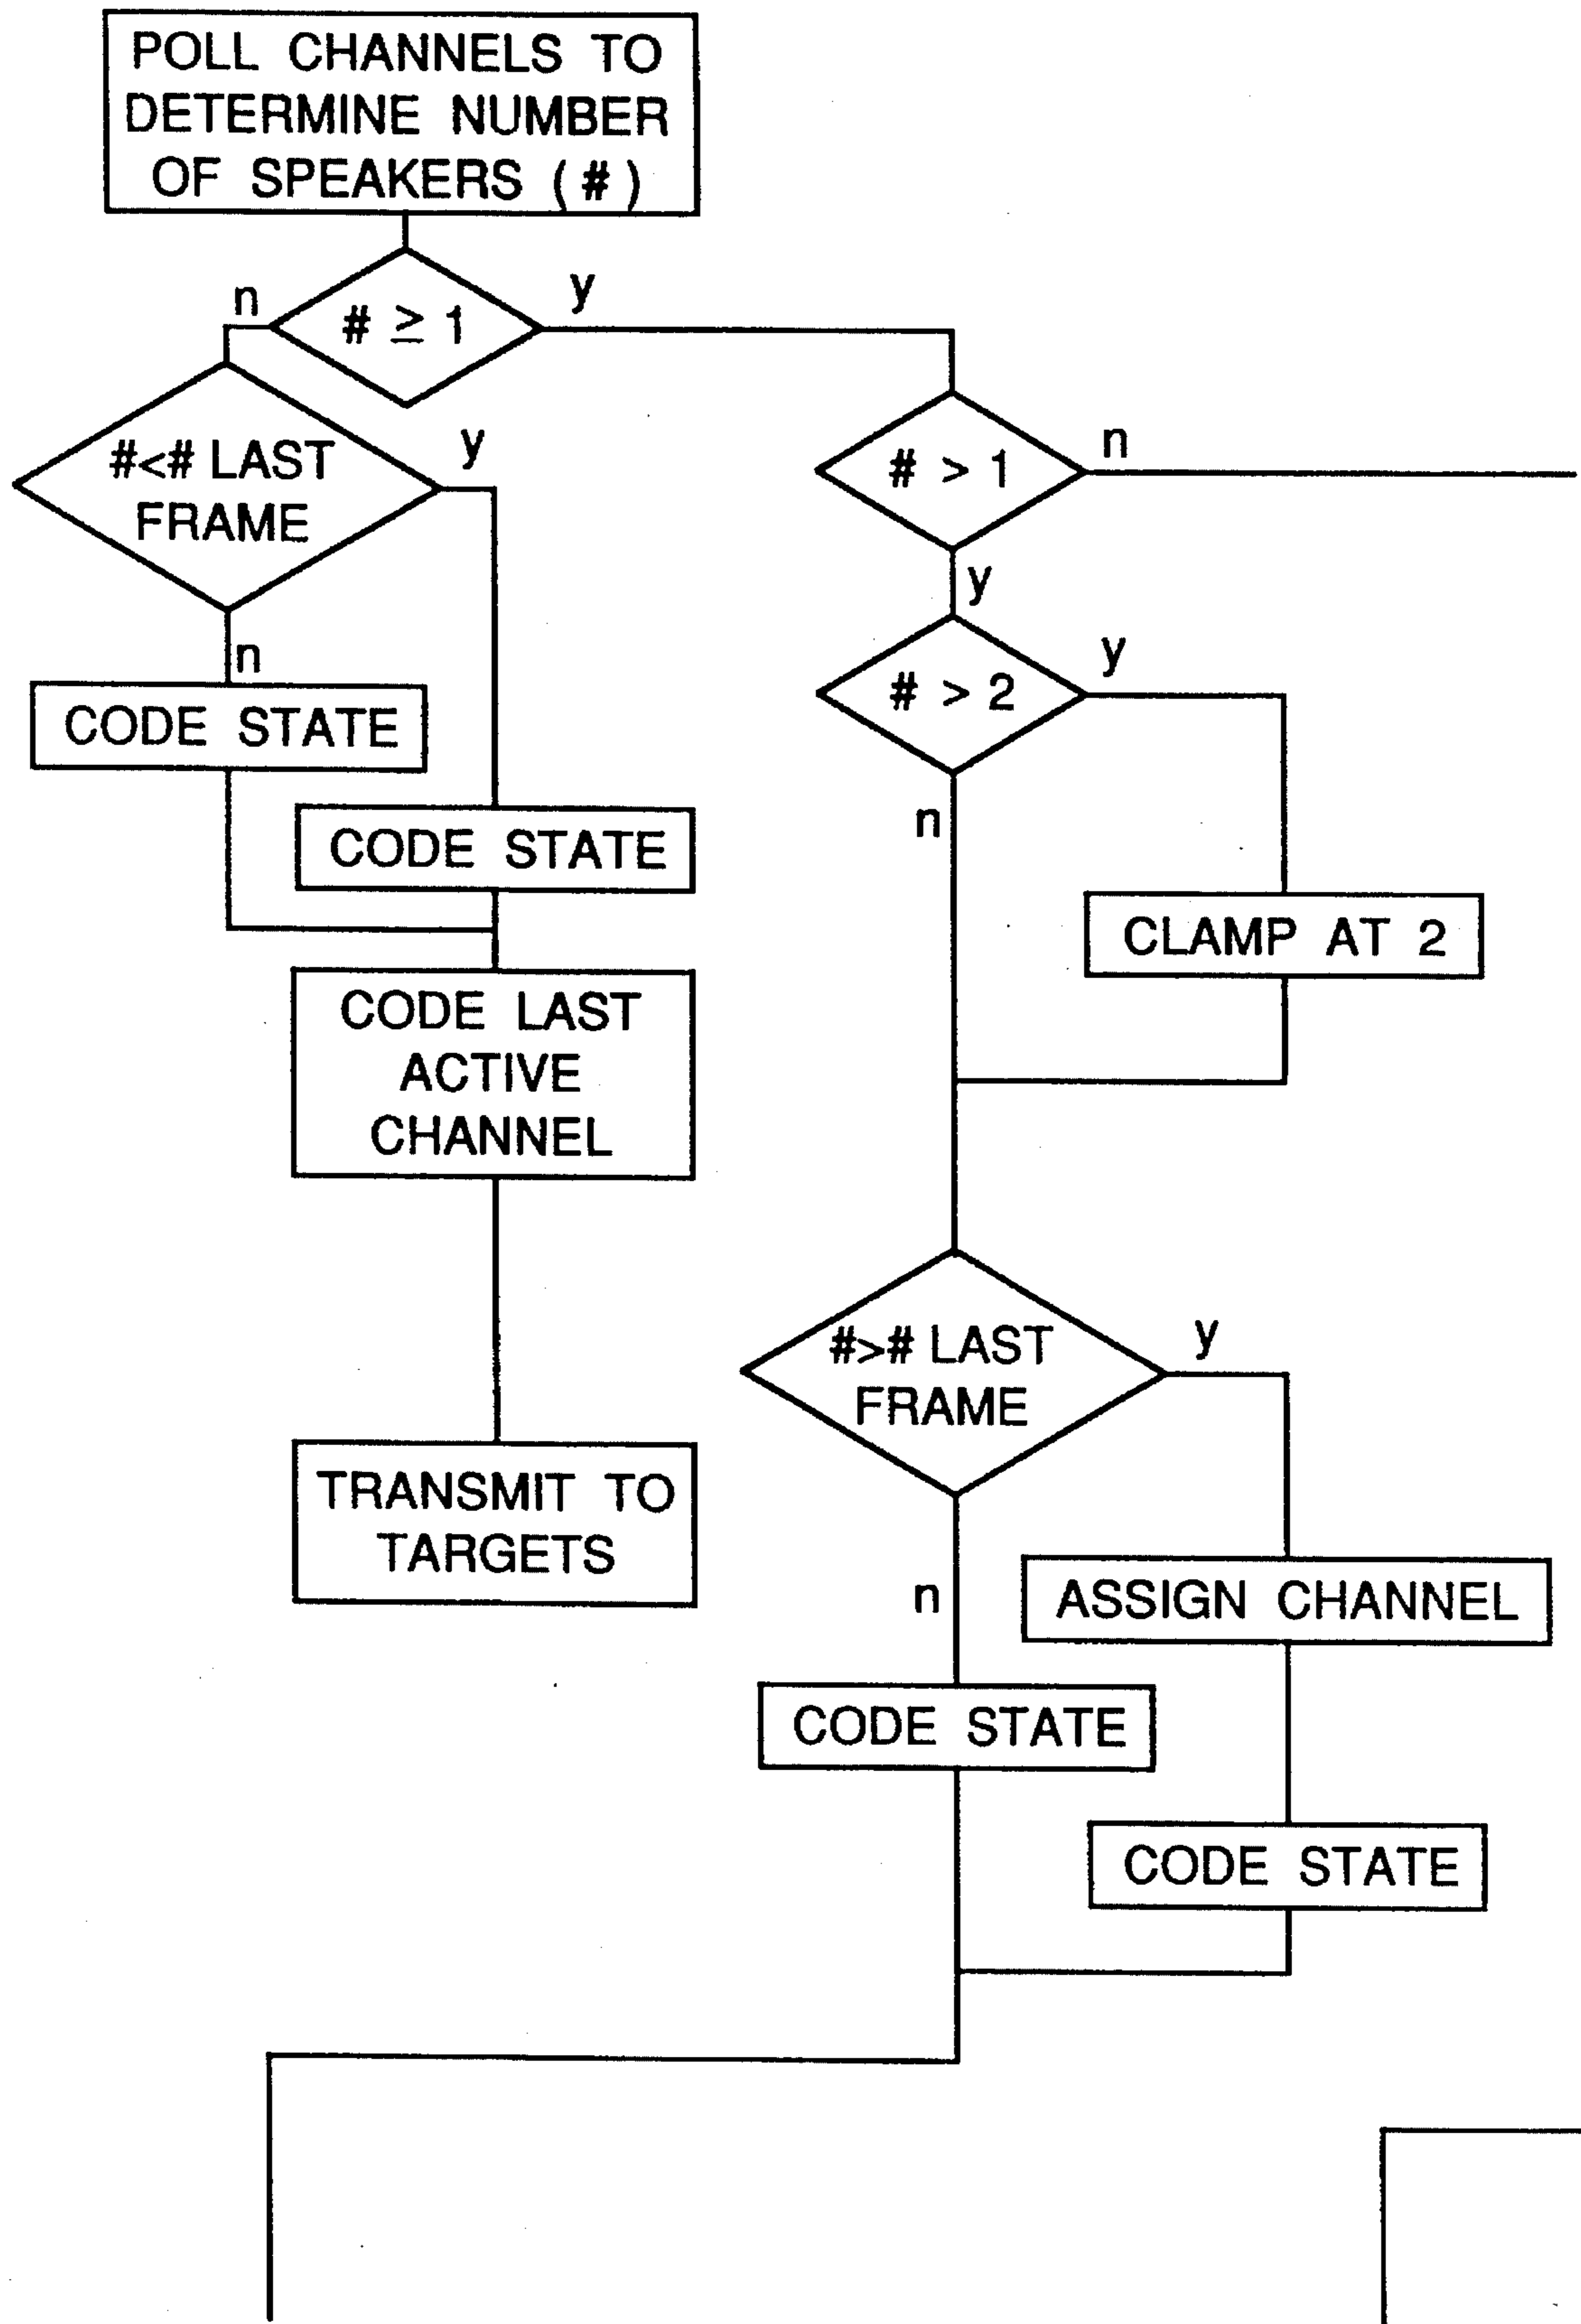 POLL CHANNELS TO
DETERMINE NUMBER
OF SPEAKERS (#)
n
# ≥ 1
y
#<# LAST
FRAME
y
n
CODE STATE
CODE STATE
CODE LAST
ACTIVE
CHANNEL
TRANSMIT TO
TARGETS
# > 1
n
y
# > 2
y
n
CLAMP AT 2
#># LAST
FRAME
y
n
ASSIGN CHANNEL
CODE STATE
CODE STATE